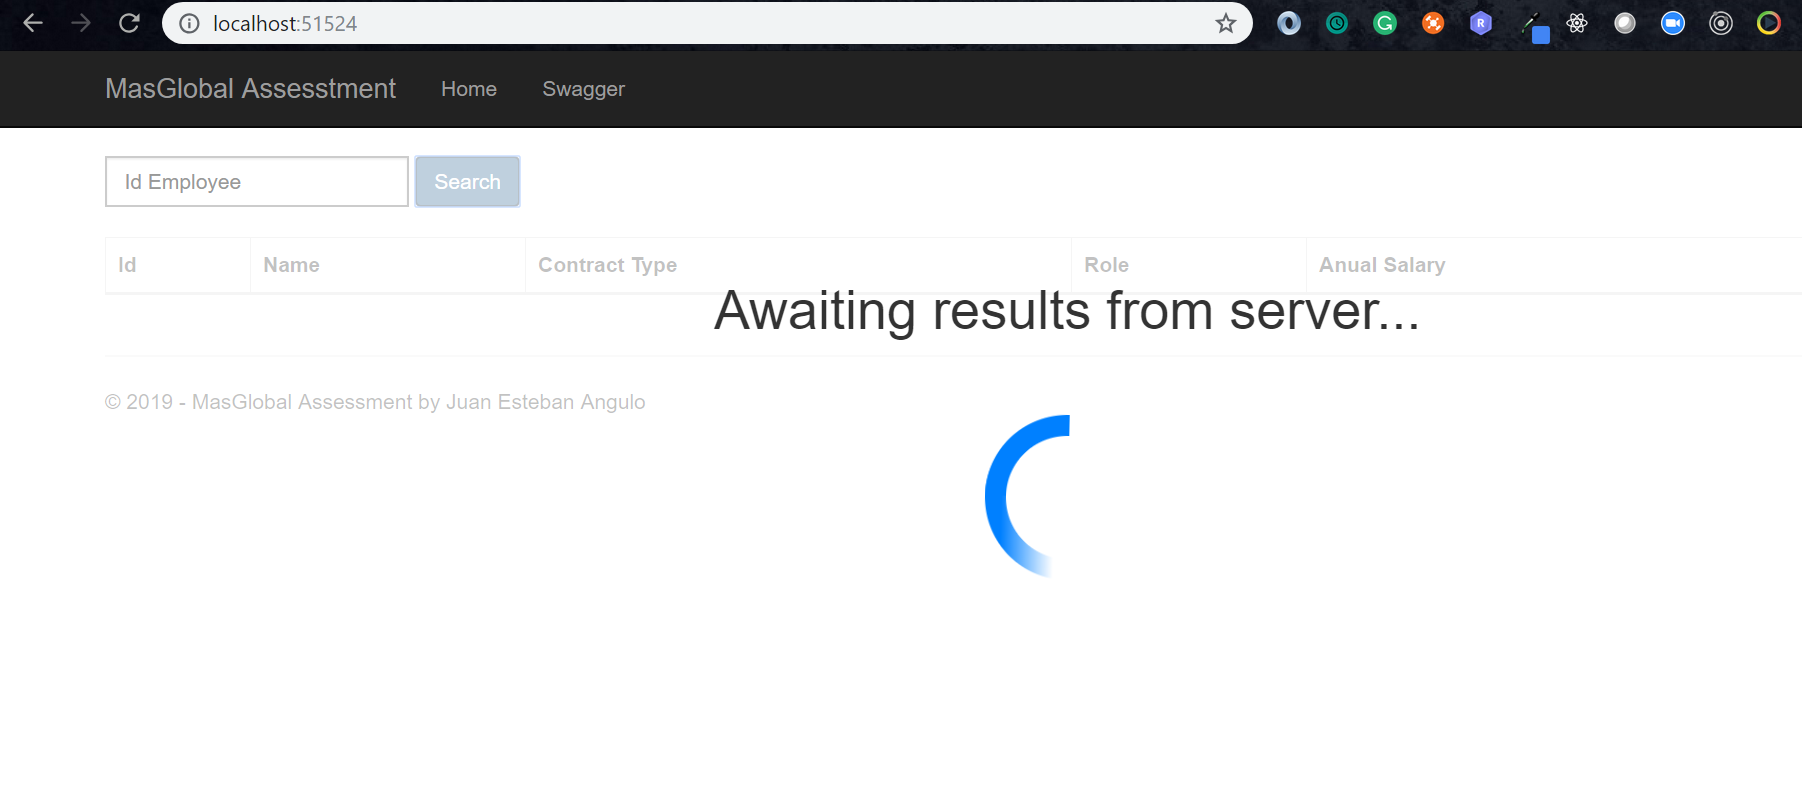 localhost:51524
R
MasGlobal Assesstment Home Swagger
Id Employee Search
Id Name Contract Type Role Anual Salary
Awaiting results from server...
© 2019 - MasGlobal Assessment by Juan Esteban Angulo